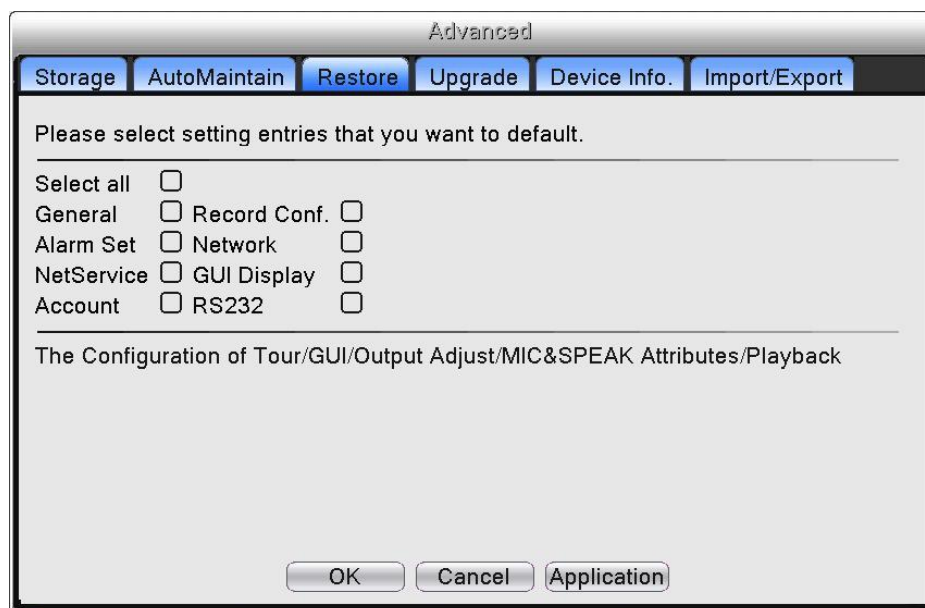 Advanced
Storage AutoMaintain Restore Upgrade Device Info. Import/Export
Please select setting entries that you want to default.
Select all
General Record Conf.
Alarm Set Network
NetService GUI Display
Account RS232
The Configuration of Tour/GUI/Output Adjust/MIC&SPEAK Attributes/Playback
OK Cancel Application